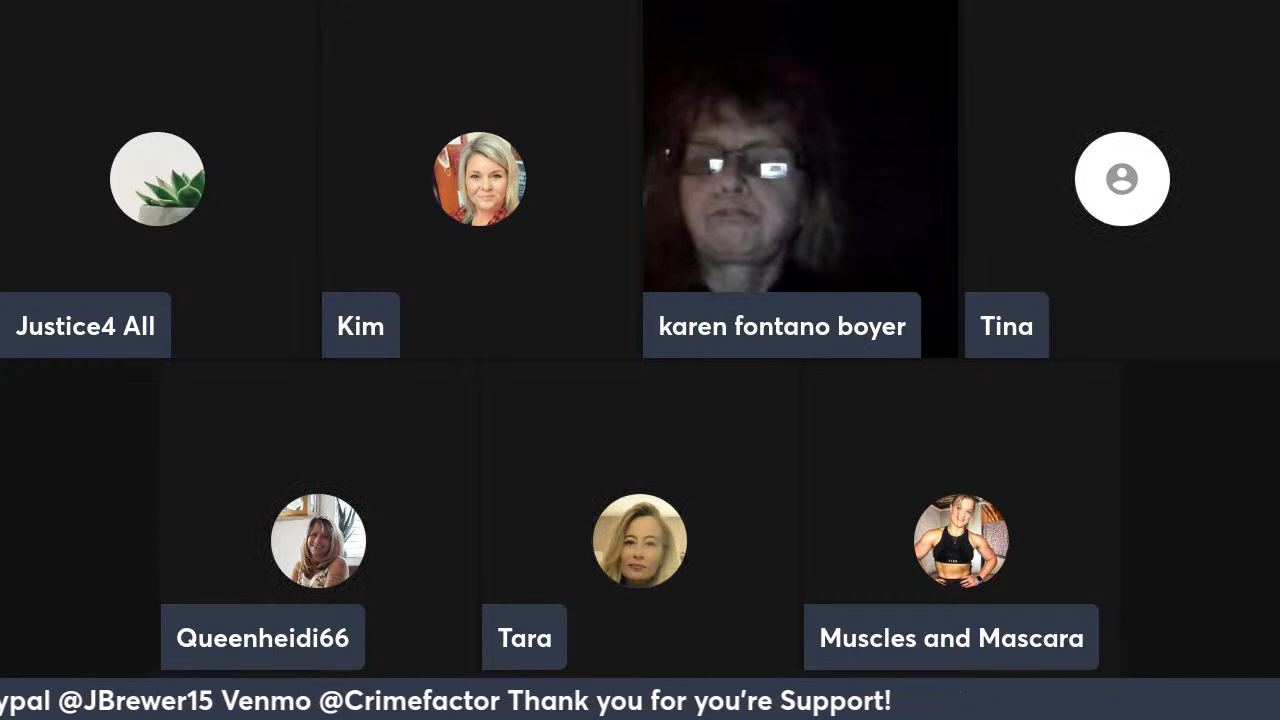 Justice4 All
Kim
karen fontano boyer
Tina
Queenheidi66
Tara
Muscles and Mascara
ypal @JBrewer15 Venmo @Crimefactor Thank you for you're Support!